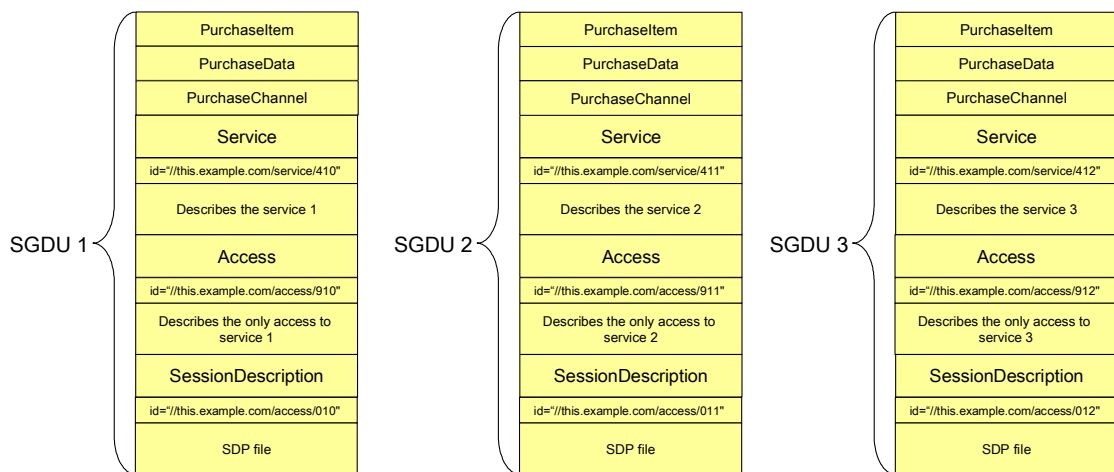 SGDU 1
PurchaseItem
PurchaseData
PurchaseChannel
Service
id="//this.example.com/service/410"
Describes the service 1
Access
id="//this.example.com/access/910"
Describes the only access to
service 1
SessionDescription
id="//this.example.com/access/010"
SDP file
SGDU 2
PurchaseItem
PurchaseData
PurchaseChannel
Service
id="//this.example.com/service/411"
Describes the service 2
Access
id="//this.example.com/access/911"
Describes the only access to
service 2
SessionDescription
id="//this.example.com/access/011"
SDP file
SGDU 3
PurchaseItem
PurchaseData
PurchaseChannel
Service
id="//this.example.com/service/412"
Describes the service 3
Access
id="//this.example.com/access/912"
Describes the only access to
service 3
SessionDescription
id="//this.example.com/access/012"
SDP file